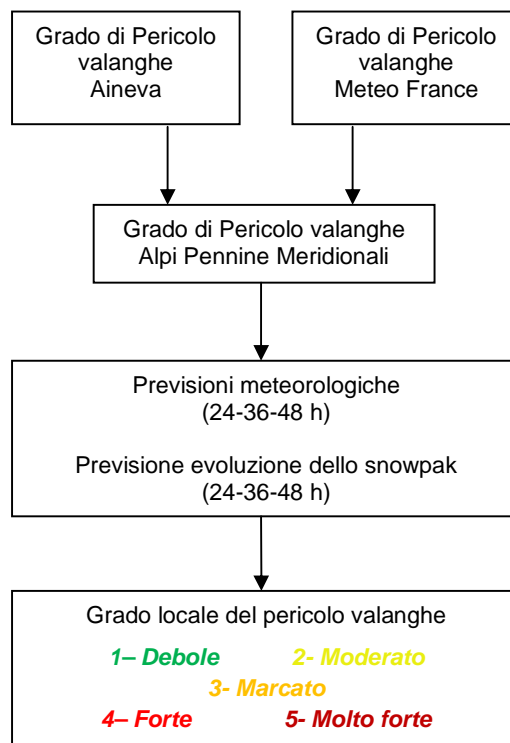 Grado di Pericolo
valanghe
Aineva
Grado di Pericolo
valanghe
Meteo France
Grado di Pericolo valanghe
Alpi Pennine Meridionali
Previsioni meteorologiche
(24-36-48 h)
Previsione evoluzione dello snowpak
(24-36-48 h)
Grado locale del pericolo valanghe
1– Debole 2- Moderato
3- Marcato
4– Forte 5- Molto forte